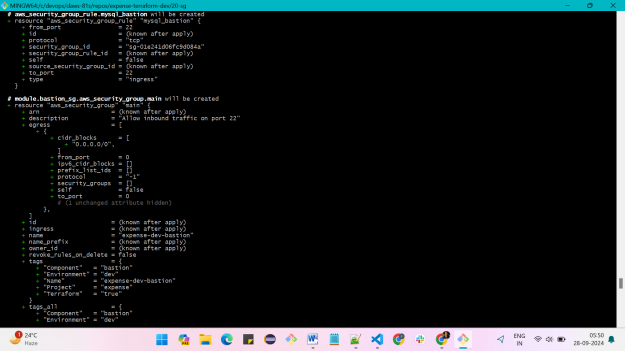 MINGW64:/c/devops/daws-81s/repos/expense-terraform-dev/20-sg
# aws_security_group_rule.mysql_bastion will be created
+ resource "aws_security_group_rule" "mysql_bastion" {
+ from_port = 22
+ id = (known after apply)
+ protocol = "tcp"
+ security_group_id = "sg-01e241d06fc9d084a"
+ security_group_rule_id = (known after apply)
+ self = false
+ source_security_group_id = (known after apply)
+ to_port = 22
+ type = "ingress"
}
# module.bastion_sg.aws_security_group.main will be created
+ resource "aws_security_group" "main" {
+ arn = (known after apply)
+ description = "Allow inbound traffic on port 22"
+ egress = [
+ {
+ cidr_blocks = [
+ "0.0.0.0/0",
]
+ from_port = 0
+ ipv6_cidr_blocks = []
+ prefix_list_ids = []
+ protocol = "-1"
+ security_groups = []
+ self = false
+ to_port = 0
# (1 unchanged attribute hidden)
},
]
+ id = (known after apply)
+ ingress = (known after apply)
+ name = "expense-dev-bastion"
+ name_prefix = (known after apply)
+ owner_id = (known after apply)
+ revoke_rules_on_delete = false
+ tags = {
+ "Component" = "bastion"
+ "Environment" = "dev"
+ "Name" = "expense-dev-bastion"
+ "Project" = "expense"
+ "Terraform" = "true"
}
+ tags_all = {
+ "Component" = "bastion"
+ "Environment" = "dev"
24°C
Haze
ENG
IN
05:50
28-09-2024